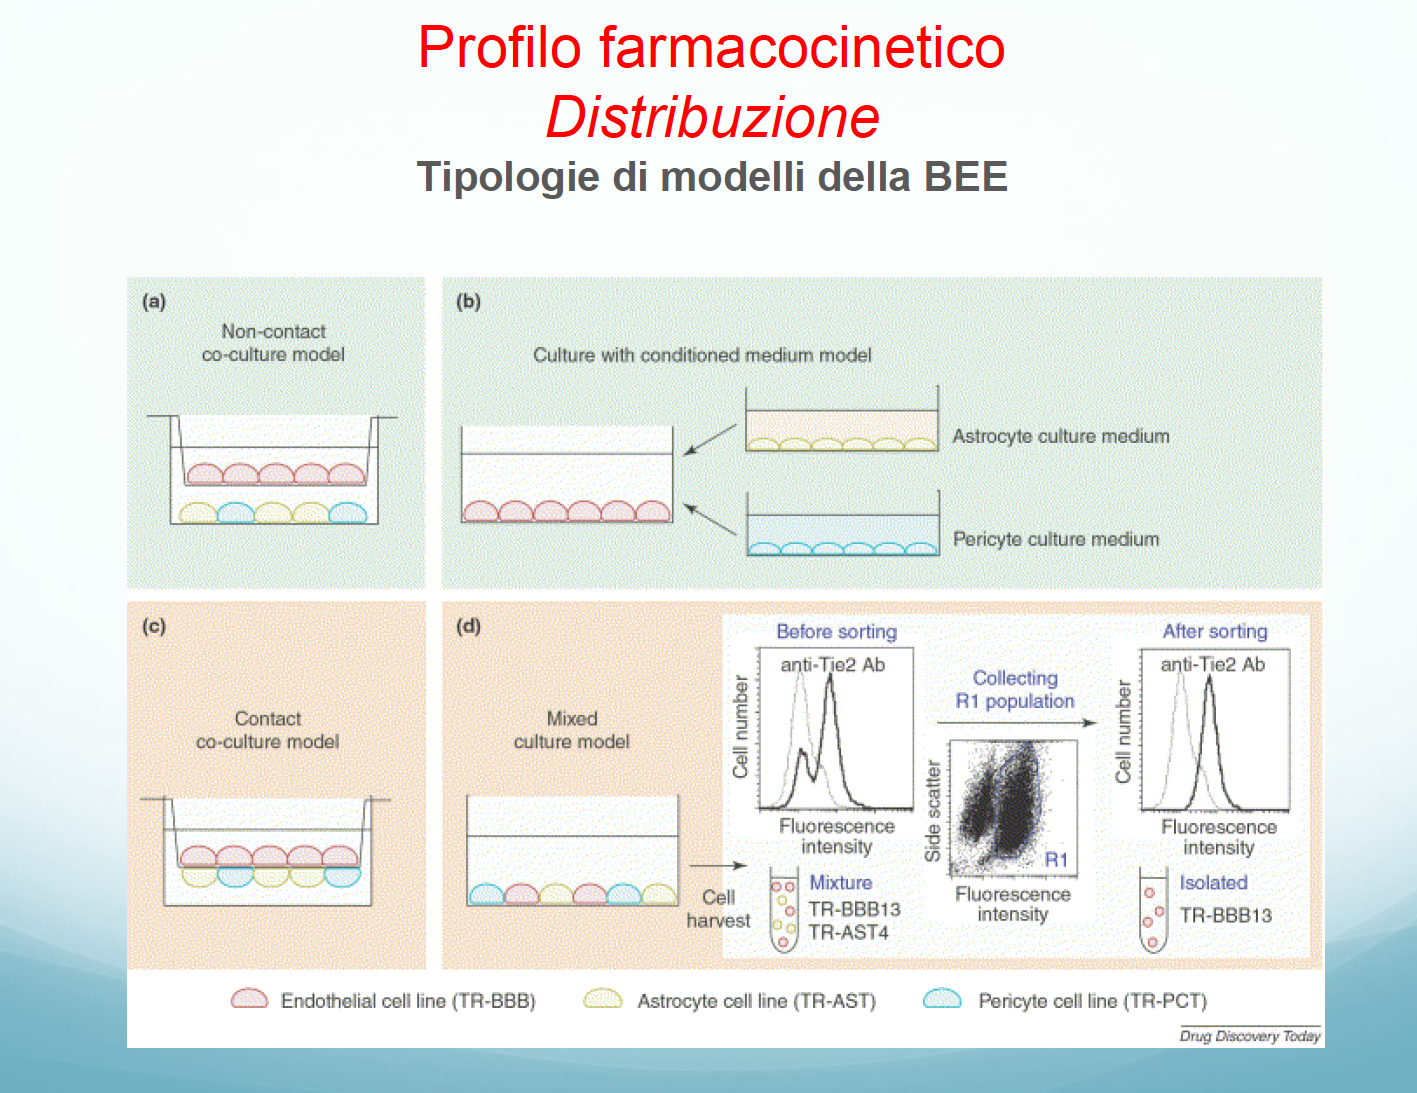 Profilo farmacocinetico
Distribuzione
Tipologie di modelli della BEE
(a)
Non-contact
co-culture model
(b)
Culture with conditioned medium model
Astrocyte culture medium
Pericyte culture medium
(c)
Contact
co-culture model
(d)
Mixed
culture model
Cell
harvest
Before sorting
anti-Tie2 Ab
Cell number
Fluorescence
intensity
Mixture
TR-BBB13
TR-AST4
Collecting
R1 population
Side scatter
R1
Fluorescence
intensity
After sorting
anti-Tie2 Ab
Cell number
Fluorescence
intensity
Isolated
TR-BBB13
Endothelial cell line (TR-BBB)
Astrocyte cell line (TR-AST)
Pericyte cell line (TR-PCT)
Drug Discovery Today